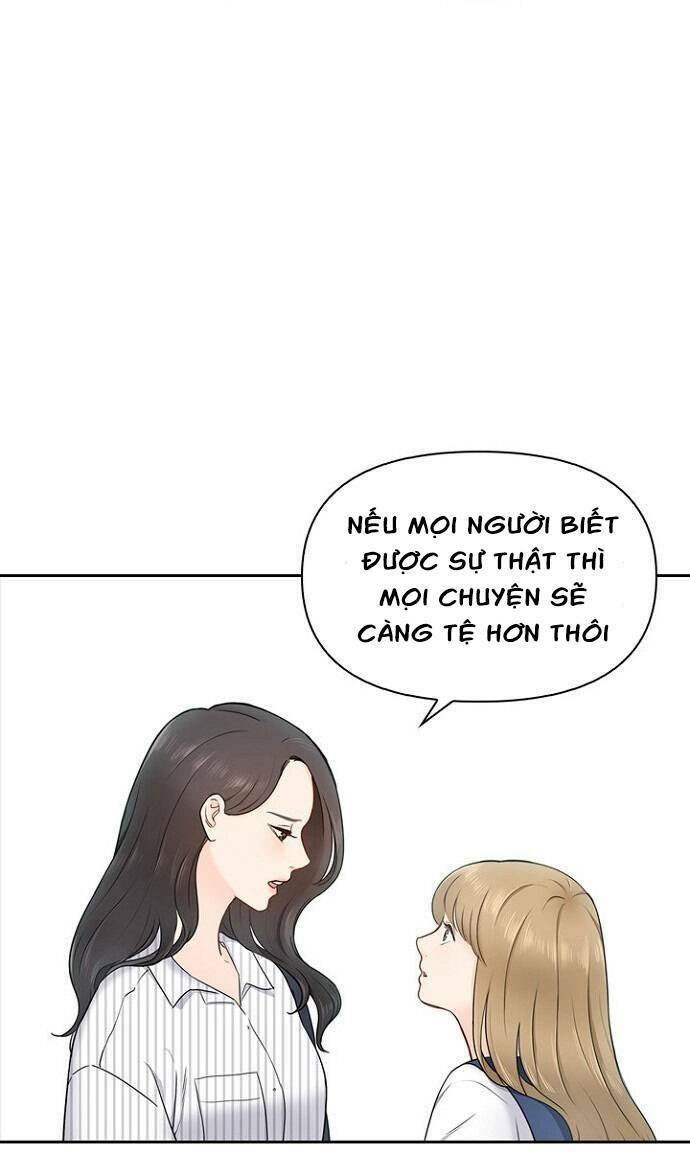 NẾU MỌI NGƯỜI BIẾT
ĐƯỢC SỰ THẬT THÌ
MỌI CHUYỆN SẼ
CÀNG TỆ HƠN THÔI